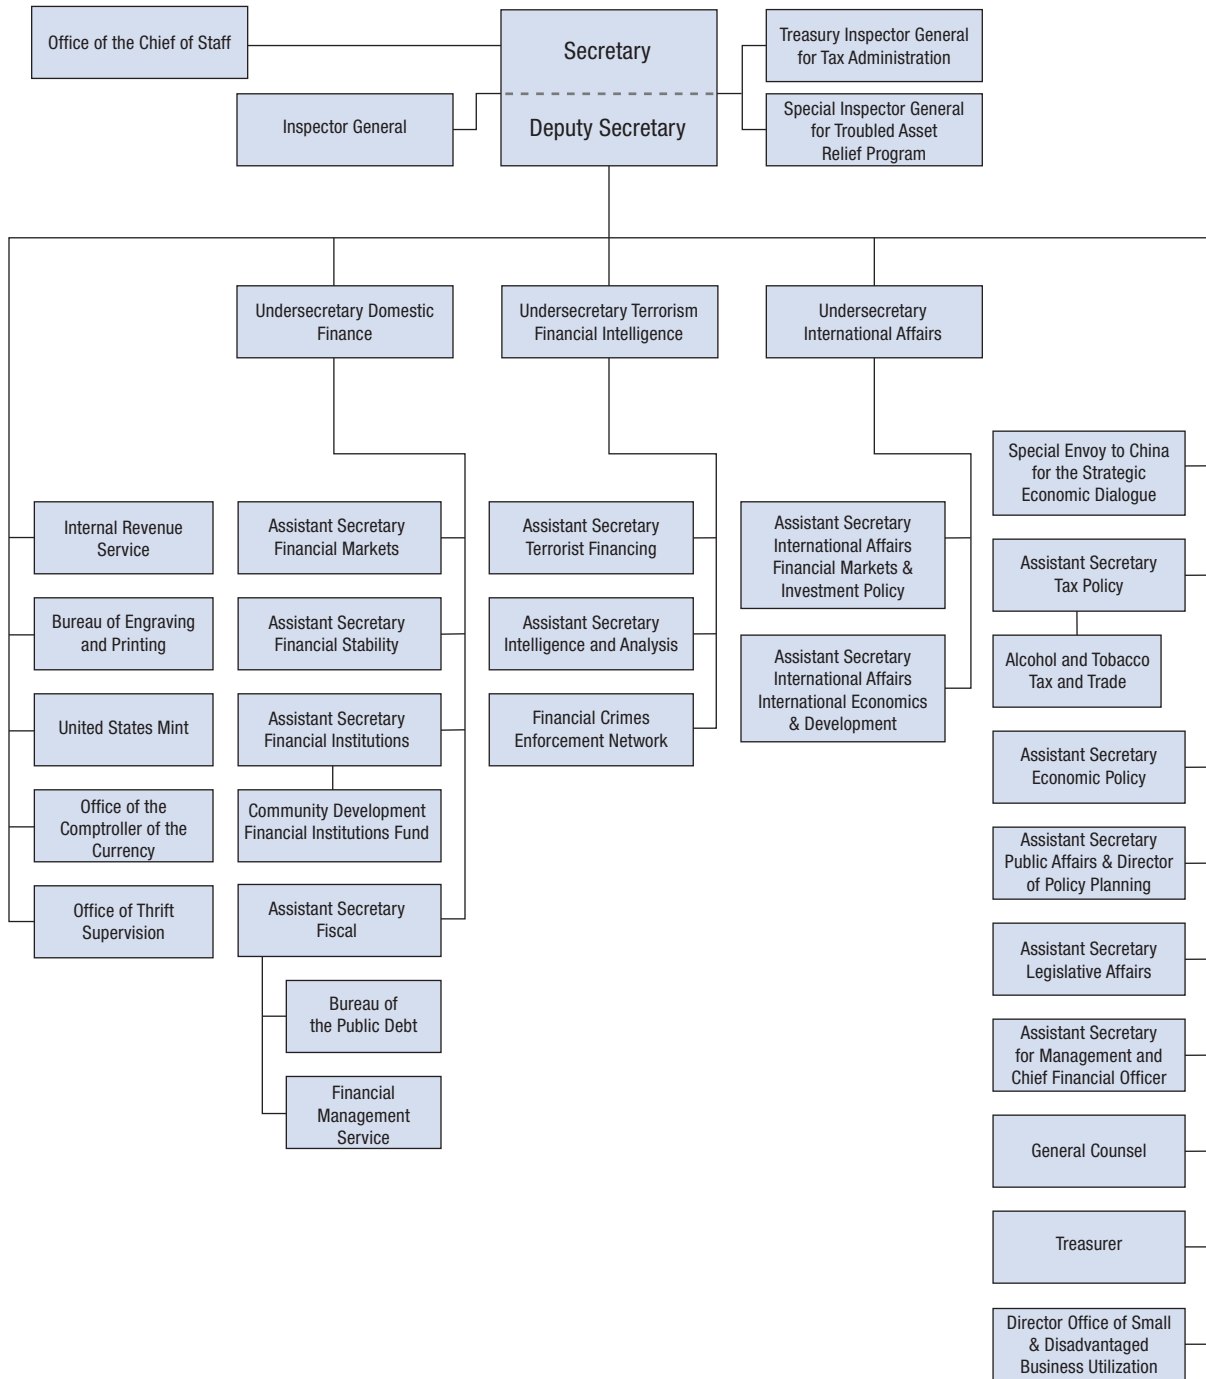 Office of the Chief of Staff
Secretary
Deputy Secretary
Treasury Inspector General
for Tax Administration
Inspector General
Special Inspector General
for Troubled Asset
Relief Program
Undersecretary Domestic
Finance
Undersecretary Terrorism
Financial Intelligence
Undersecretary
International Affairs
Internal Revenue
Service
Bureau of Engraving
and Printing
United States Mint
Office of the
Comptroller of the
Currency
Office of Thrift
Supervision
Assistant Secretary
Financial Markets
Assistant Secretary
Financial Stability
Assistant Secretary
Financial Institutions
Community Development
Financial Institutions Fund
Assistant Secretary
Fiscal
Bureau of
the Public Debt
Financial
Management
Service
Assistant Secretary
Terrorist Financing
Assistant Secretary
Intelligence and Analysis
Financial Crimes
Enforcement Network
Assistant Secretary
International Affairs
Financial Markets &
Investment Policy
Assistant Secretary
International Affairs
International Economics
& Development
Special Envoy to China
for the Strategic
Economic Dialogue
Assistant Secretary
Tax Policy
Alcohol and Tobacco
Tax and Trade
Assistant Secretary
Economic Policy
Assistant Secretary
Public Affairs & Director
of Policy Planning
Assistant Secretary
Legislative Affairs
Assistant Secretary
for Management and
Chief Financial Officer
General Counsel
Treasurer
Director Office of Small
& Disadvantaged
Business Utilization